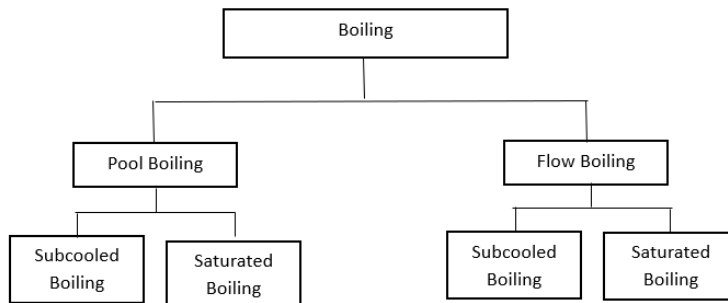 Boiling
Pool Boiling
Flow Boiling
Subcooled
Boiling
Saturated
Boiling
Subcooled
Boiling
Saturated
Boiling